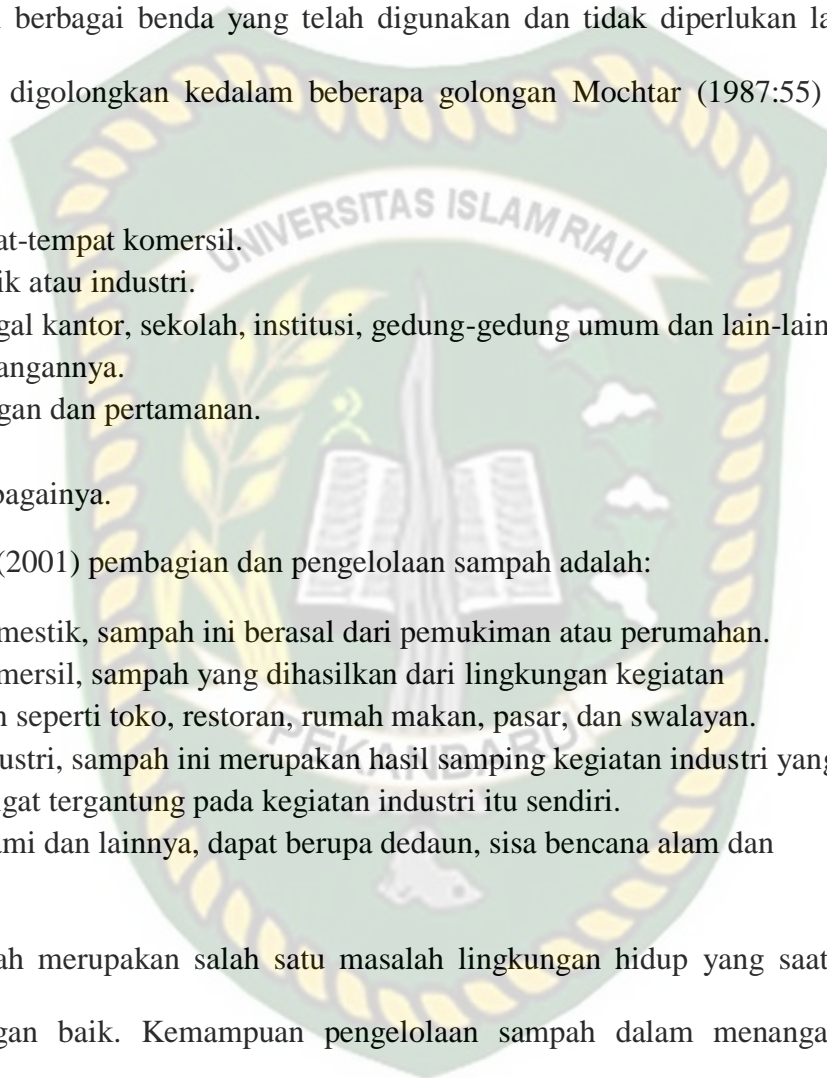 berbagai benda yang telah digunakan dan tidak diperlukan la
digolongkan kedalam beberapa golongan Mochtar (1987:55)
UNIVERSITAS ISLAM RIAU
at-tempat komersil.
ik atau industri.
gal kantor, sekolah, institusi, gedung-gedung umum dan lain-lain
angannya.
gan dan pertamanan.
bagainya.
(2001) pembagian dan pengelolaan sampah adalah:
mestik, sampah ini berasal dari pemukiman atau perumahan.
mersil, sampah yang dihasilkan dari lingkungan kegiatan
n seperti toko, restoran, rumah makan, pasar, dan swalayan.
PEKANBARU
ustri, sampah ini merupakan hasil samping kegiatan industri yang
gat tergantung pada kegiatan industri itu sendiri.
ami dan lainnya, dapat berupa dedaun, sisa bencana alam dan
ah merupakan salah satu masalah lingkungan hidup yang saat
gan baik. Kemampuan pengelolaan sampah dalam menanga